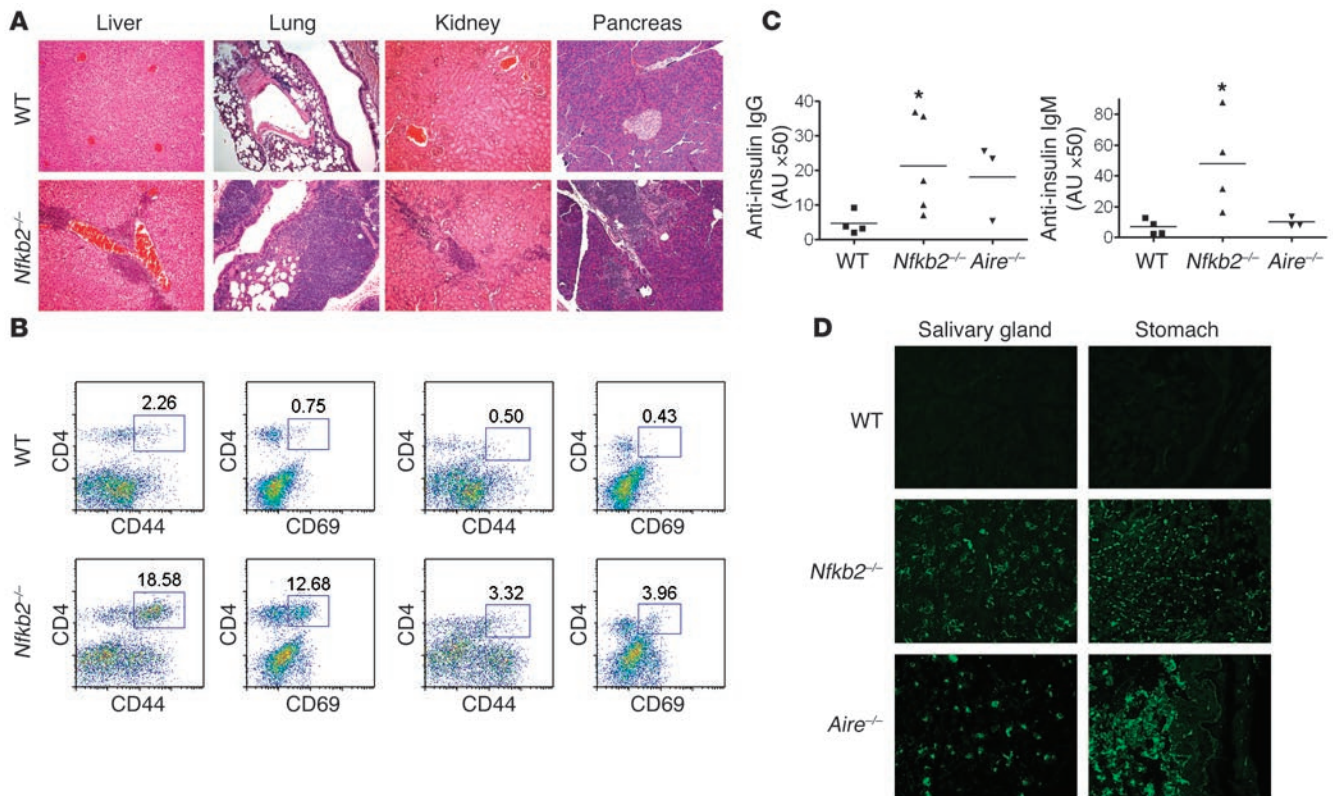 A
Liver Lung Kidney Pancreas
WT
Nfkb2–/–
B
2.26 0.75 0.50 0.43
WT
CD4 CD4 CD4 CD4
CD44 CD69 CD44 CD69
18.58 12.68 3.32 3.96
Nfkb2–/–
CD4 CD4 CD4 CD4
CD44 CD69 CD44 CD69
C
Anti-insulin IgG
(AU ×50)
40
30
20
10
0
*
WT Nfkb2–/– Aire–/–
Anti-insulin IgM
(AU ×50)
80
60
40
20
0
*
WT Nfkb2–/– Aire–/–
D
Salivary gland Stomach
WT
Nfkb2–/–
Aire–/–